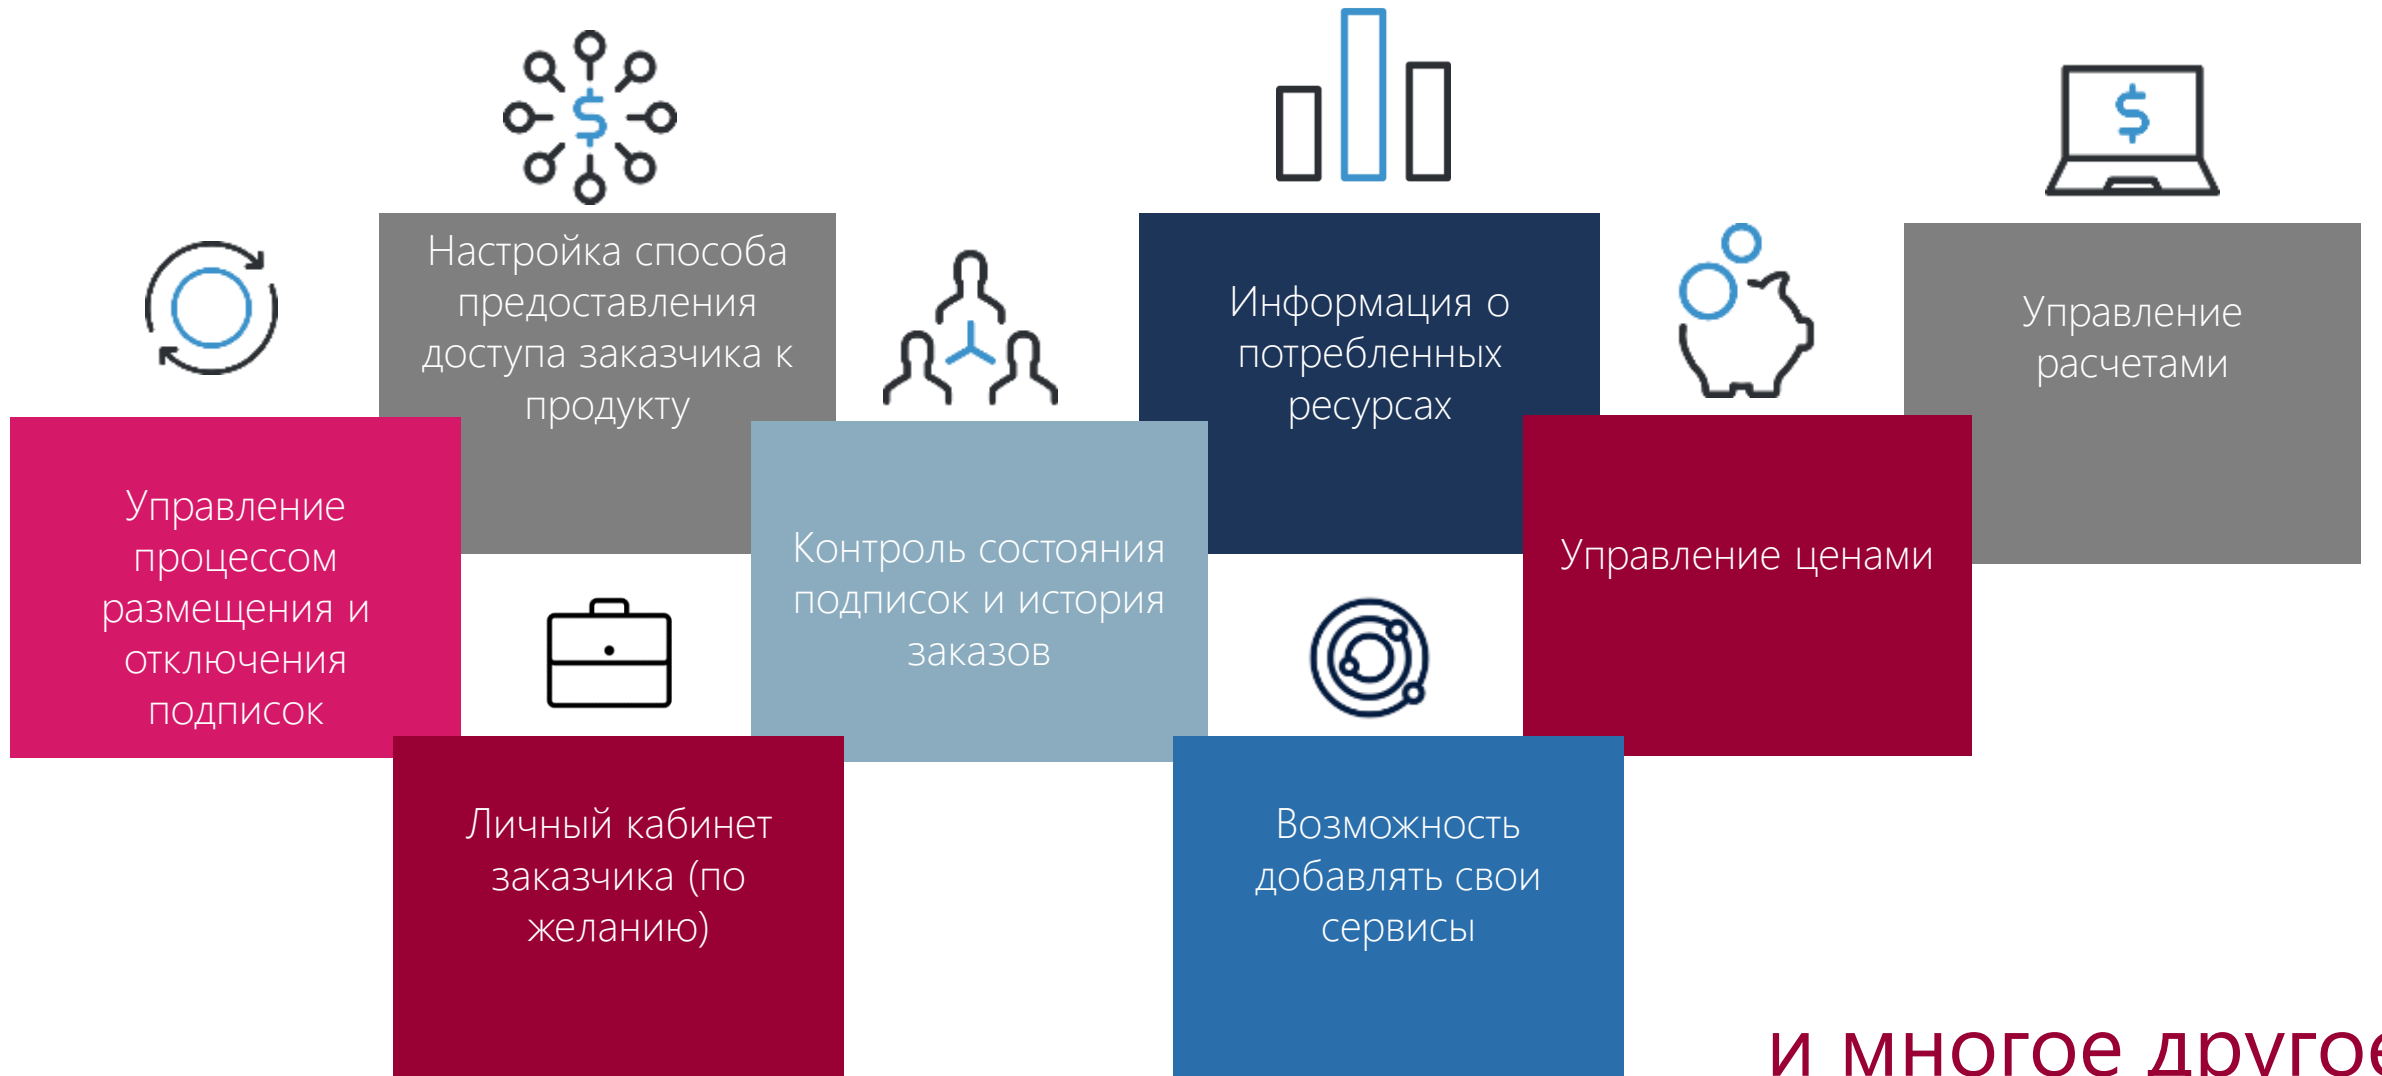 Настройка способа
предоставления
доступа заказчика к
продукту
Информация о
потребленных
ресурсах
Управление
расчетами
Управление
процессом
размещения и
отключения
подписок
Контроль состояния
подписок и история
заказов
Управление ценами
Личный кабинет
заказчика (по
желанию)
Возможность
добавлять свои
сервисы
и многое другое